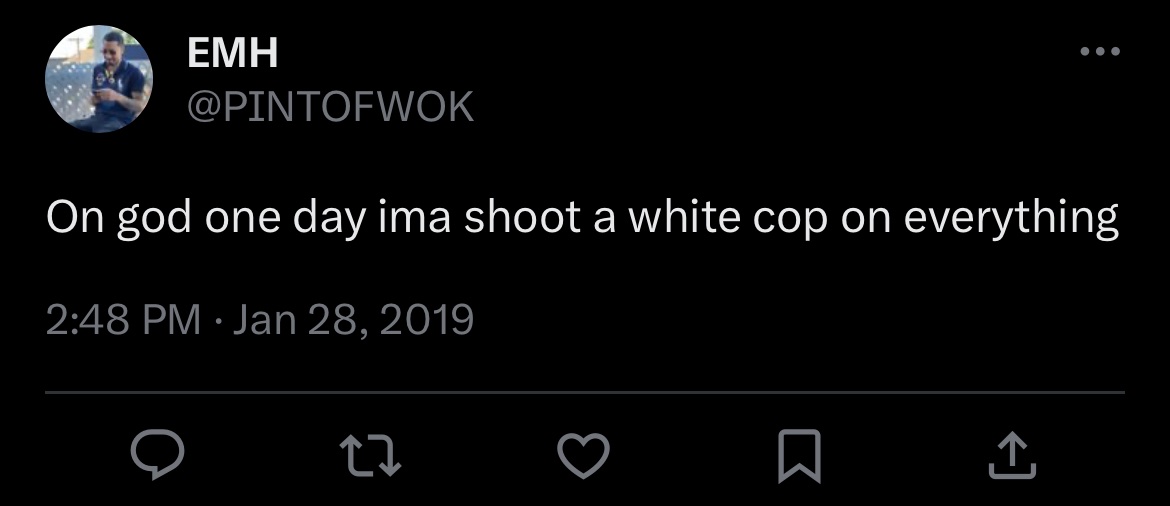 EMH
@PINTOFWOK
On god one day ima shoot a white cop on everything
2:48 PM · Jan 28, 2019